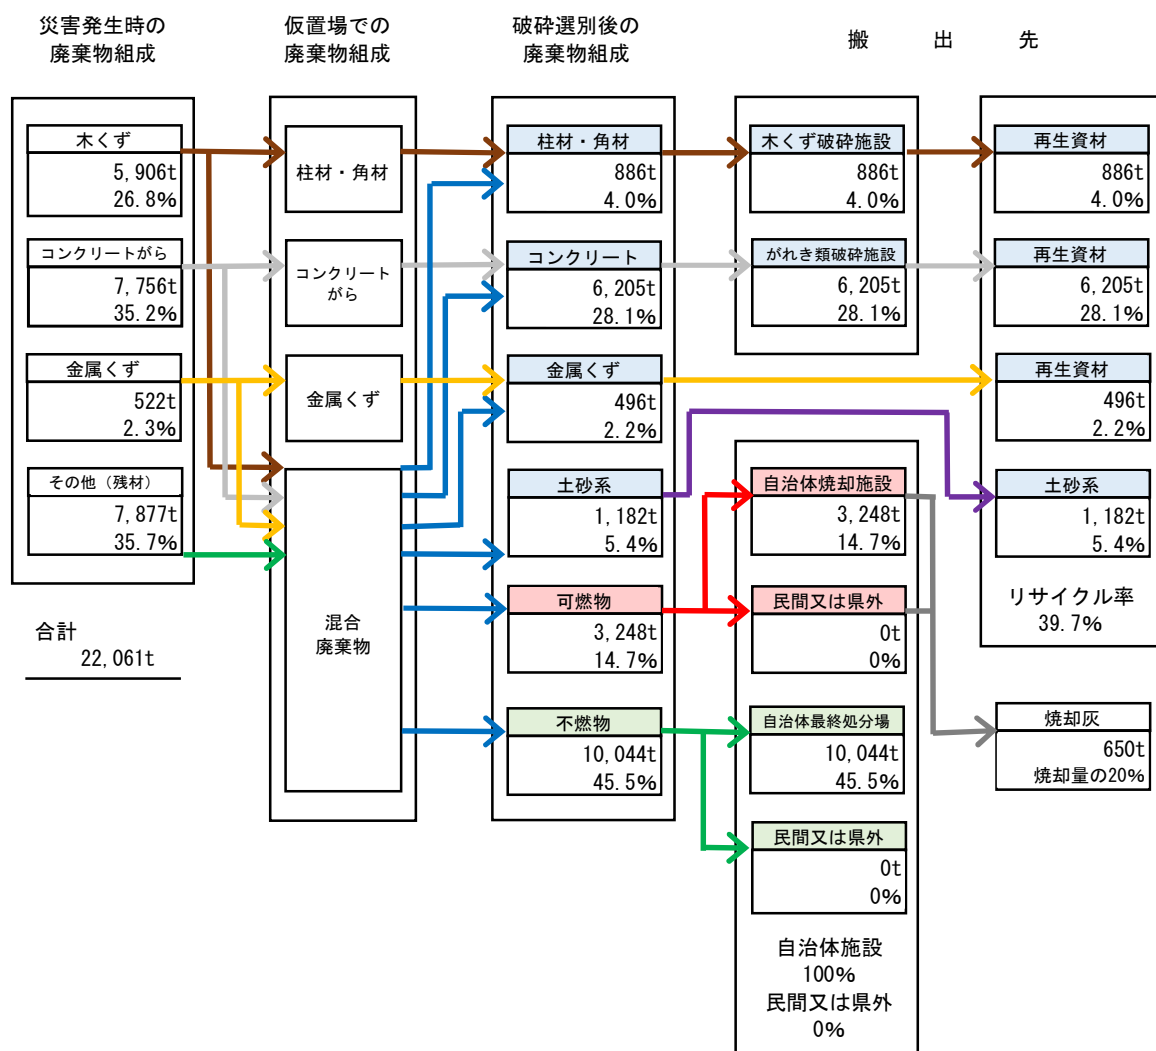 災害発生時の
廃棄物組成
仮置場での
廃棄物組成
破砕選別後の
廃棄物組成
搬 出 先
木くず
5,906t
26.8%
コンクリートがら
7,756t
35.2%
金属くず
522t
2.3%
その他（残材）
7,877t
35.7%
合計
22,061t
柱材・角材
コンクリート
がら
金属くず
混合
廃棄物
柱材・角材
886t
4.0%
コンクリート
6,205t
28.1%
金属くず
496t
2.2%
土砂系
1,182t
5.4%
可燃物
3,248t
14.7%
不燃物
10,044t
45.5%
木くず破砕施設
886t
4.0%
がれき類破砕施設
6,205t
28.1%
自治体焼却施設
3,248t
14.7%
民間又は県外
0t
0%
自治体最終処分場
10,044t
45.5%
民間又は県外
0t
0%
自治体施設
100%
民間又は県外
0%
再生資材
886t
4.0%
再生資材
6,205t
28.1%
再生資材
496t
2.2%
土砂系
1,182t
5.4%
リサイクル率
39.7%
焼却灰
650t
焼却量の20%